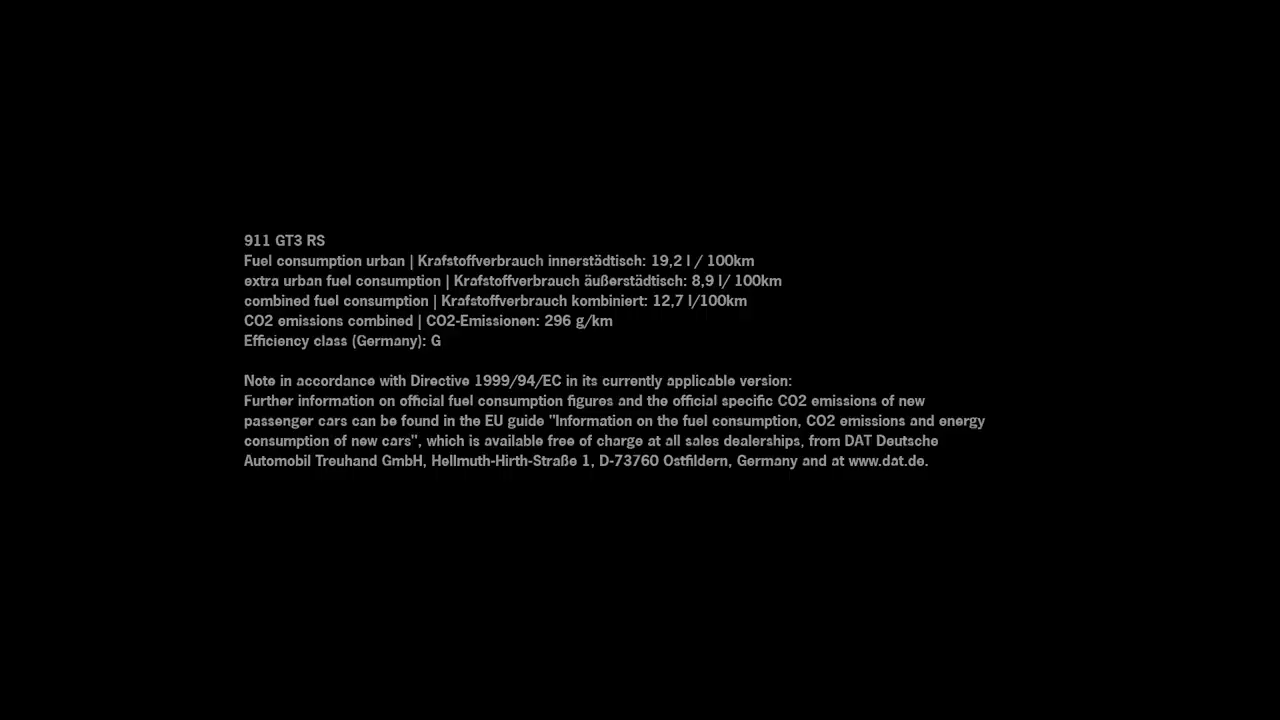 911 GT3 RS
Fuel consumption urban | Krafstoffverbrauch innerstädtisch: 19,2 l / 100km
extra urban fuel consumption | Krafstoffverbrauch äußerstädtisch: 8,9 l/ 100km
combined fuel consumption | Krafstoffverbrauch kombiniert: 12,7 l/100km
CO2 emissions combined | CO2-Emissionen: 296 g/km
Efficiency class (Germany): G
Note in accordance with Directive 1999/94/EC in its currently applicable version:
Further information on official fuel consumption figures and the official specific CO2 emissions of new
passenger cars can be found in the EU guide "Information on the fuel consumption, CO2 emissions and energy
consumption of new cars", which is available free of charge at all sales dealerships, from DAT Deutsche
Automobil Treuhand GmbH, Hellmuth-Hirth-Straße 1, D-73760 Ostfildern, Germany and at www.dat.de.